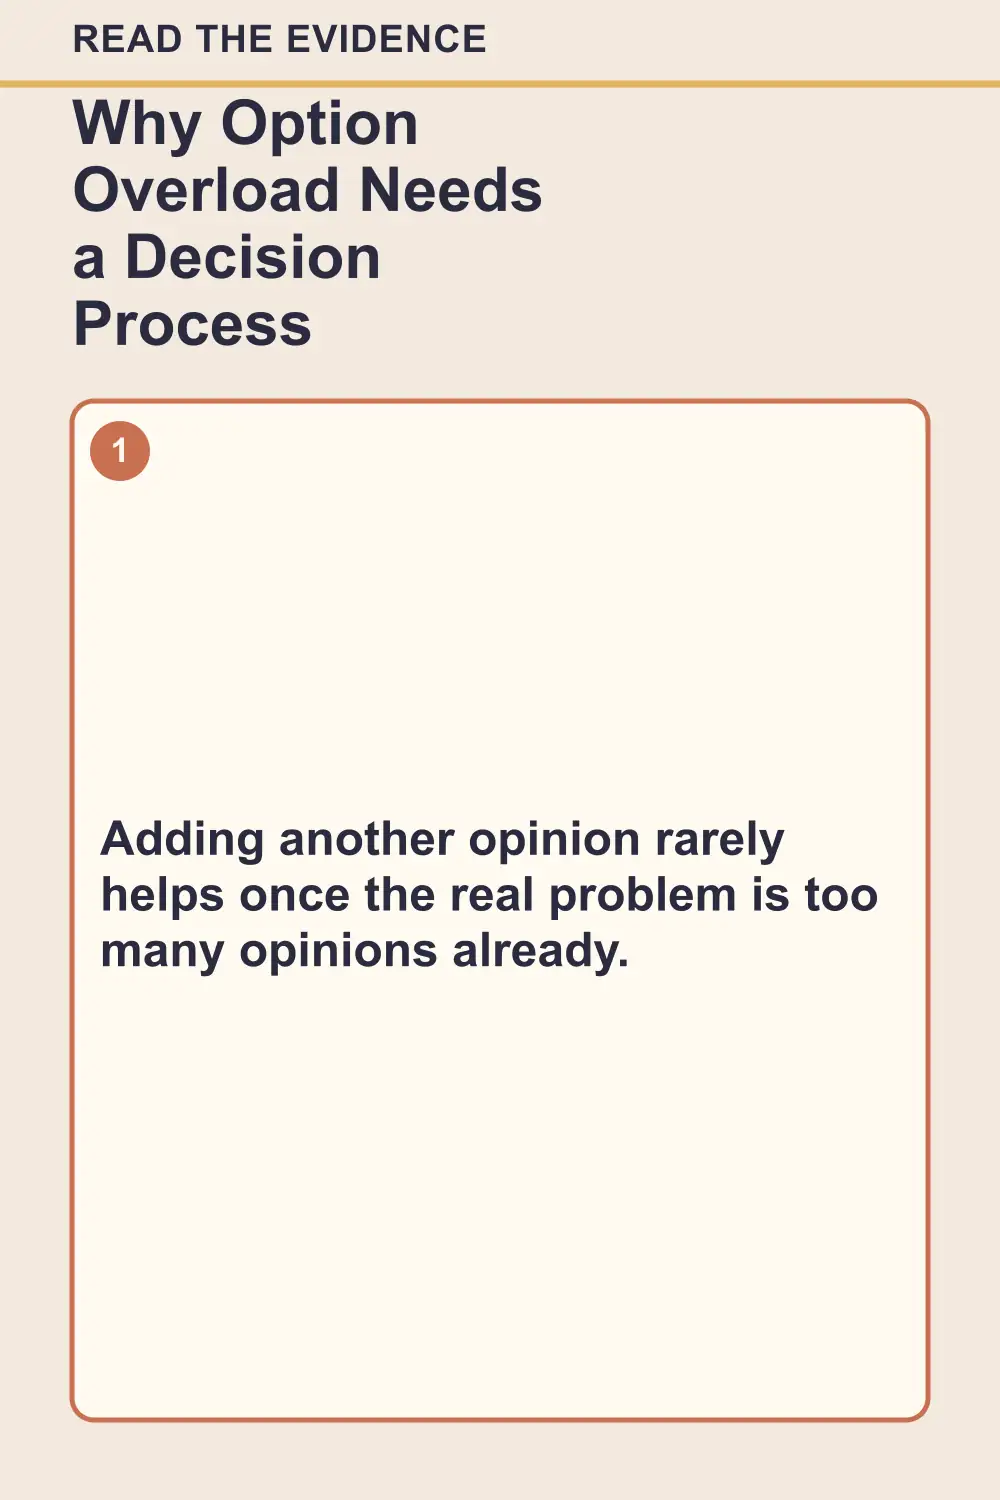 READ THE EVIDENCE
Why Option
Overload Needs
a Decision
Process
1
Adding another opinion rarely
helps once the real problem is too
many opinions already.